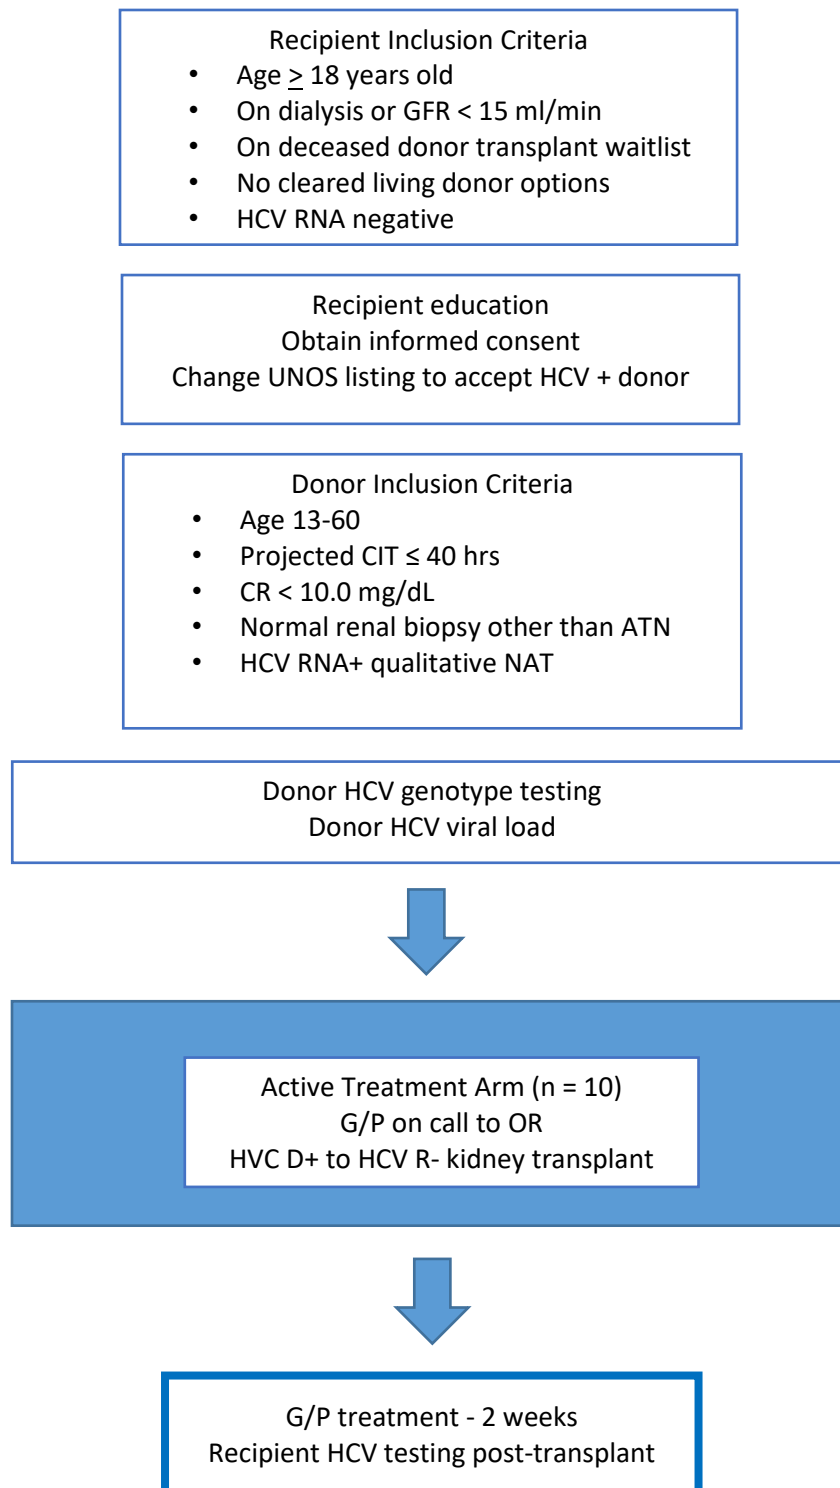 Recipient Inclusion Criteria
• Age ≥ 18 years old
• On dialysis or GFR < 15 ml/min
• On deceased donor transplant waitlist
• No cleared living donor options
• HCV RNA negative
Recipient education
Obtain informed consent
Change UNOS listing to accept HCV + donor
Donor Inclusion Criteria
• Age 13-60
• Projected CIT ≤ 40 hrs
• CR < 10.0 mg/dL
• Normal renal biopsy other than ATN
• HCV RNA+ qualitative NAT
Donor HCV genotype testing
Donor HCV viral load
Active Treatment Arm (n = 10)
G/P on call to OR
HVC D+ to HCV R- kidney transplant
G/P treatment - 2 weeks
Recipient HCV testing post-transplant